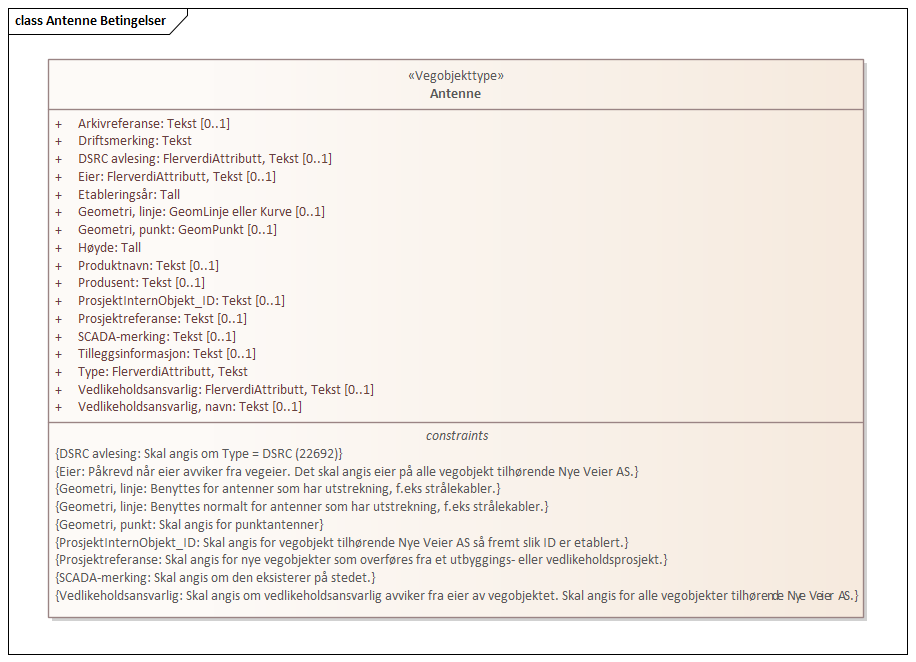 class Antenne Betingelser
«Vegobjekttype»
Antenne
+ Arkivreferanse: Tekst [0..1]
+ Driftsmerking: Tekst
+ DSRC avlesing: FlerverdiAttributt, Tekst [0..1]
+ Eier: FlerverdiAttributt, Tekst [0..1]
+ Etableringsår: Tall
+ Geometri, linje: GeomLinje eller Kurve [0..1]
+ Geometri, punkt: GeomPunkt [0..1]
+ Høyde: Tall
+ Produktnavn: Tekst [0..1]
+ Produsent: Tekst [0..1]
+ ProsjektInternObjekt_ID: Tekst [0..1]
+ Prosjektreferanse: Tekst [0..1]
+ SCADA-merking: Tekst [0..1]
+ Tilleggsinformasjon: Tekst [0..1]
+ Type: FlerverdiAttributt, Tekst
+ Vedlikeholdsansvarlig: FlerverdiAttributt, Tekst [0..1]
+ Vedlikeholdsansvarlig, navn: Tekst [0..1]
constraints
{DSRC avlesing: Skal angis om Type = DSRC (22692)}
{Eier: Påkrevd når eier avviker fra vegeier. Det skal angis eier på alle vegobjekt tilhørende Nye Veier AS.}
{Geometri, linje: Benyttes for antenner som har utstrekning, f.eks strålekabler.}
{Geometri, linje: Benyttes normalt for antenner som har utstrekning, f.eks strålekabler.}
{Geometri, punkt: Skal angis for punktantenner}
{ProsjektInternObjekt_ID: Skal angis for vegobjekt tilhørende Nye Veier AS så fremt slik ID er etablert.}
{Prosjektreferanse: Skal angis for nye vegobjekter som overføres fra et utbyggings- eller vedlikeholdsprosjekt.}
{SCADA-merking: Skal angis om den eksisterer på stedet.}
{Vedlikeholdsansvarlig: Skal angis om vedlikeholdsansvarlig avviker fra eier av vegobjektet. Skal angis for alle vegobjekter tilhørende Nye Veier AS.}